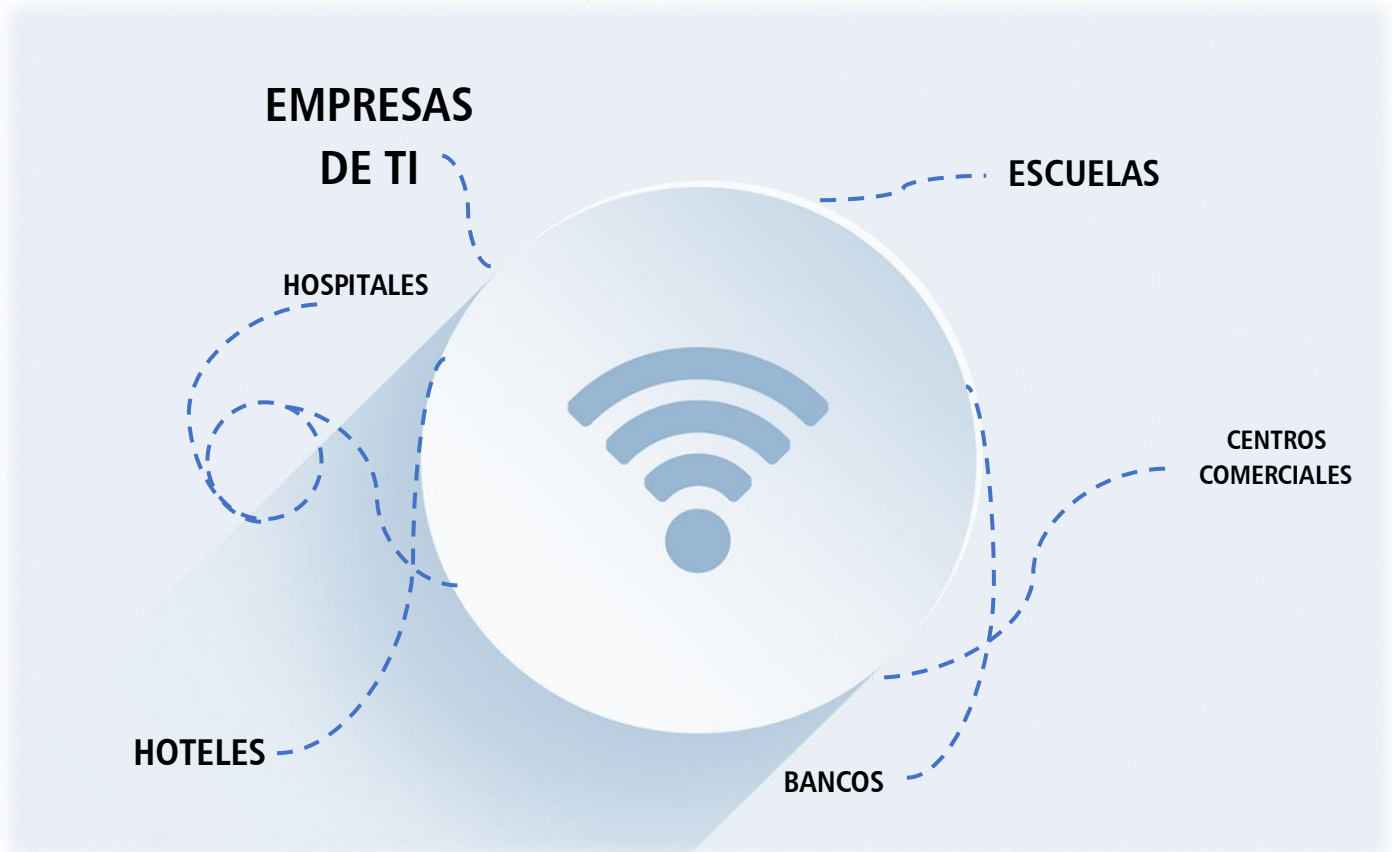 EMPRESAS
DE TI
ESCUELAS
HOSPITALES
CENTROS
COMERCIALES
HOTELES
BANCOS